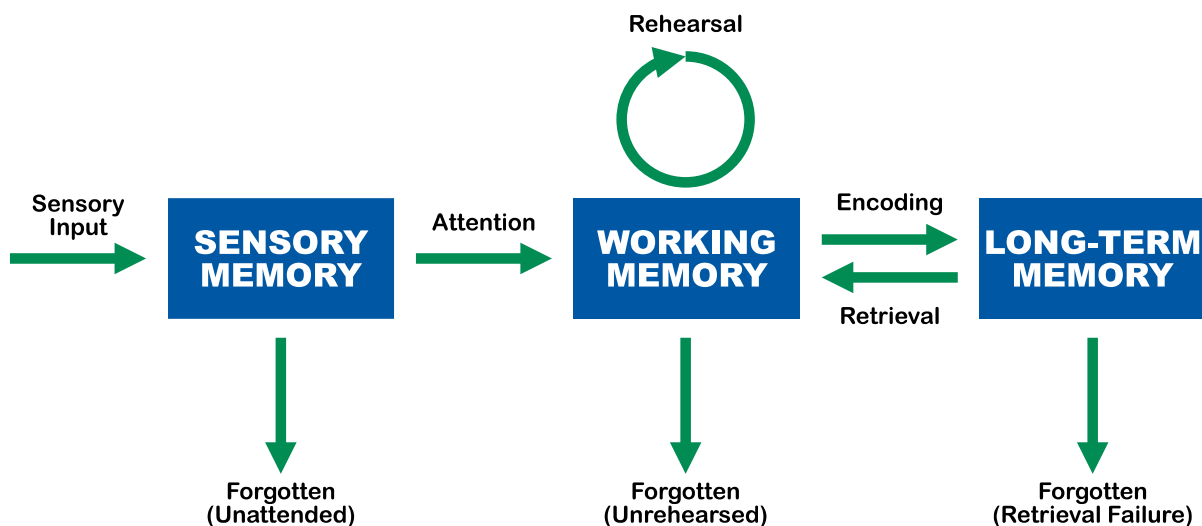 Rehearsal
Sensory
Input
SENSORY
MEMORY
Attention
WORKING
MEMORY
Encoding
Retrieval
LONG-TERM
MEMORY
Forgotten
(Unattended)
Forgotten
(Unrehearsed)
Forgotten
(Retrieval Failure)